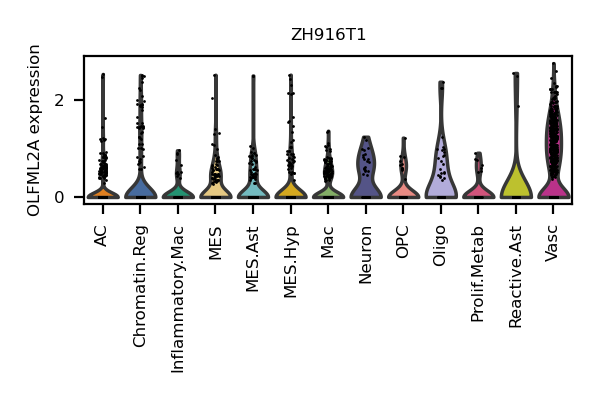 ZH916T1
OLFML2A expression
2
0
AC
Chromatin.Reg
Inflammatory.Mac
MES
MES.Ast
MES.Hyp
Mac
Neuron
OPC
Oligo
Prolif.Metab
Reactive.Ast
Vasc